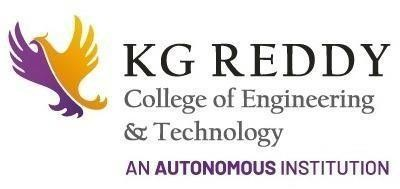 KG REDDY
College of Engineering
& Technology
AN AUTONOMOUS INSTITUTION